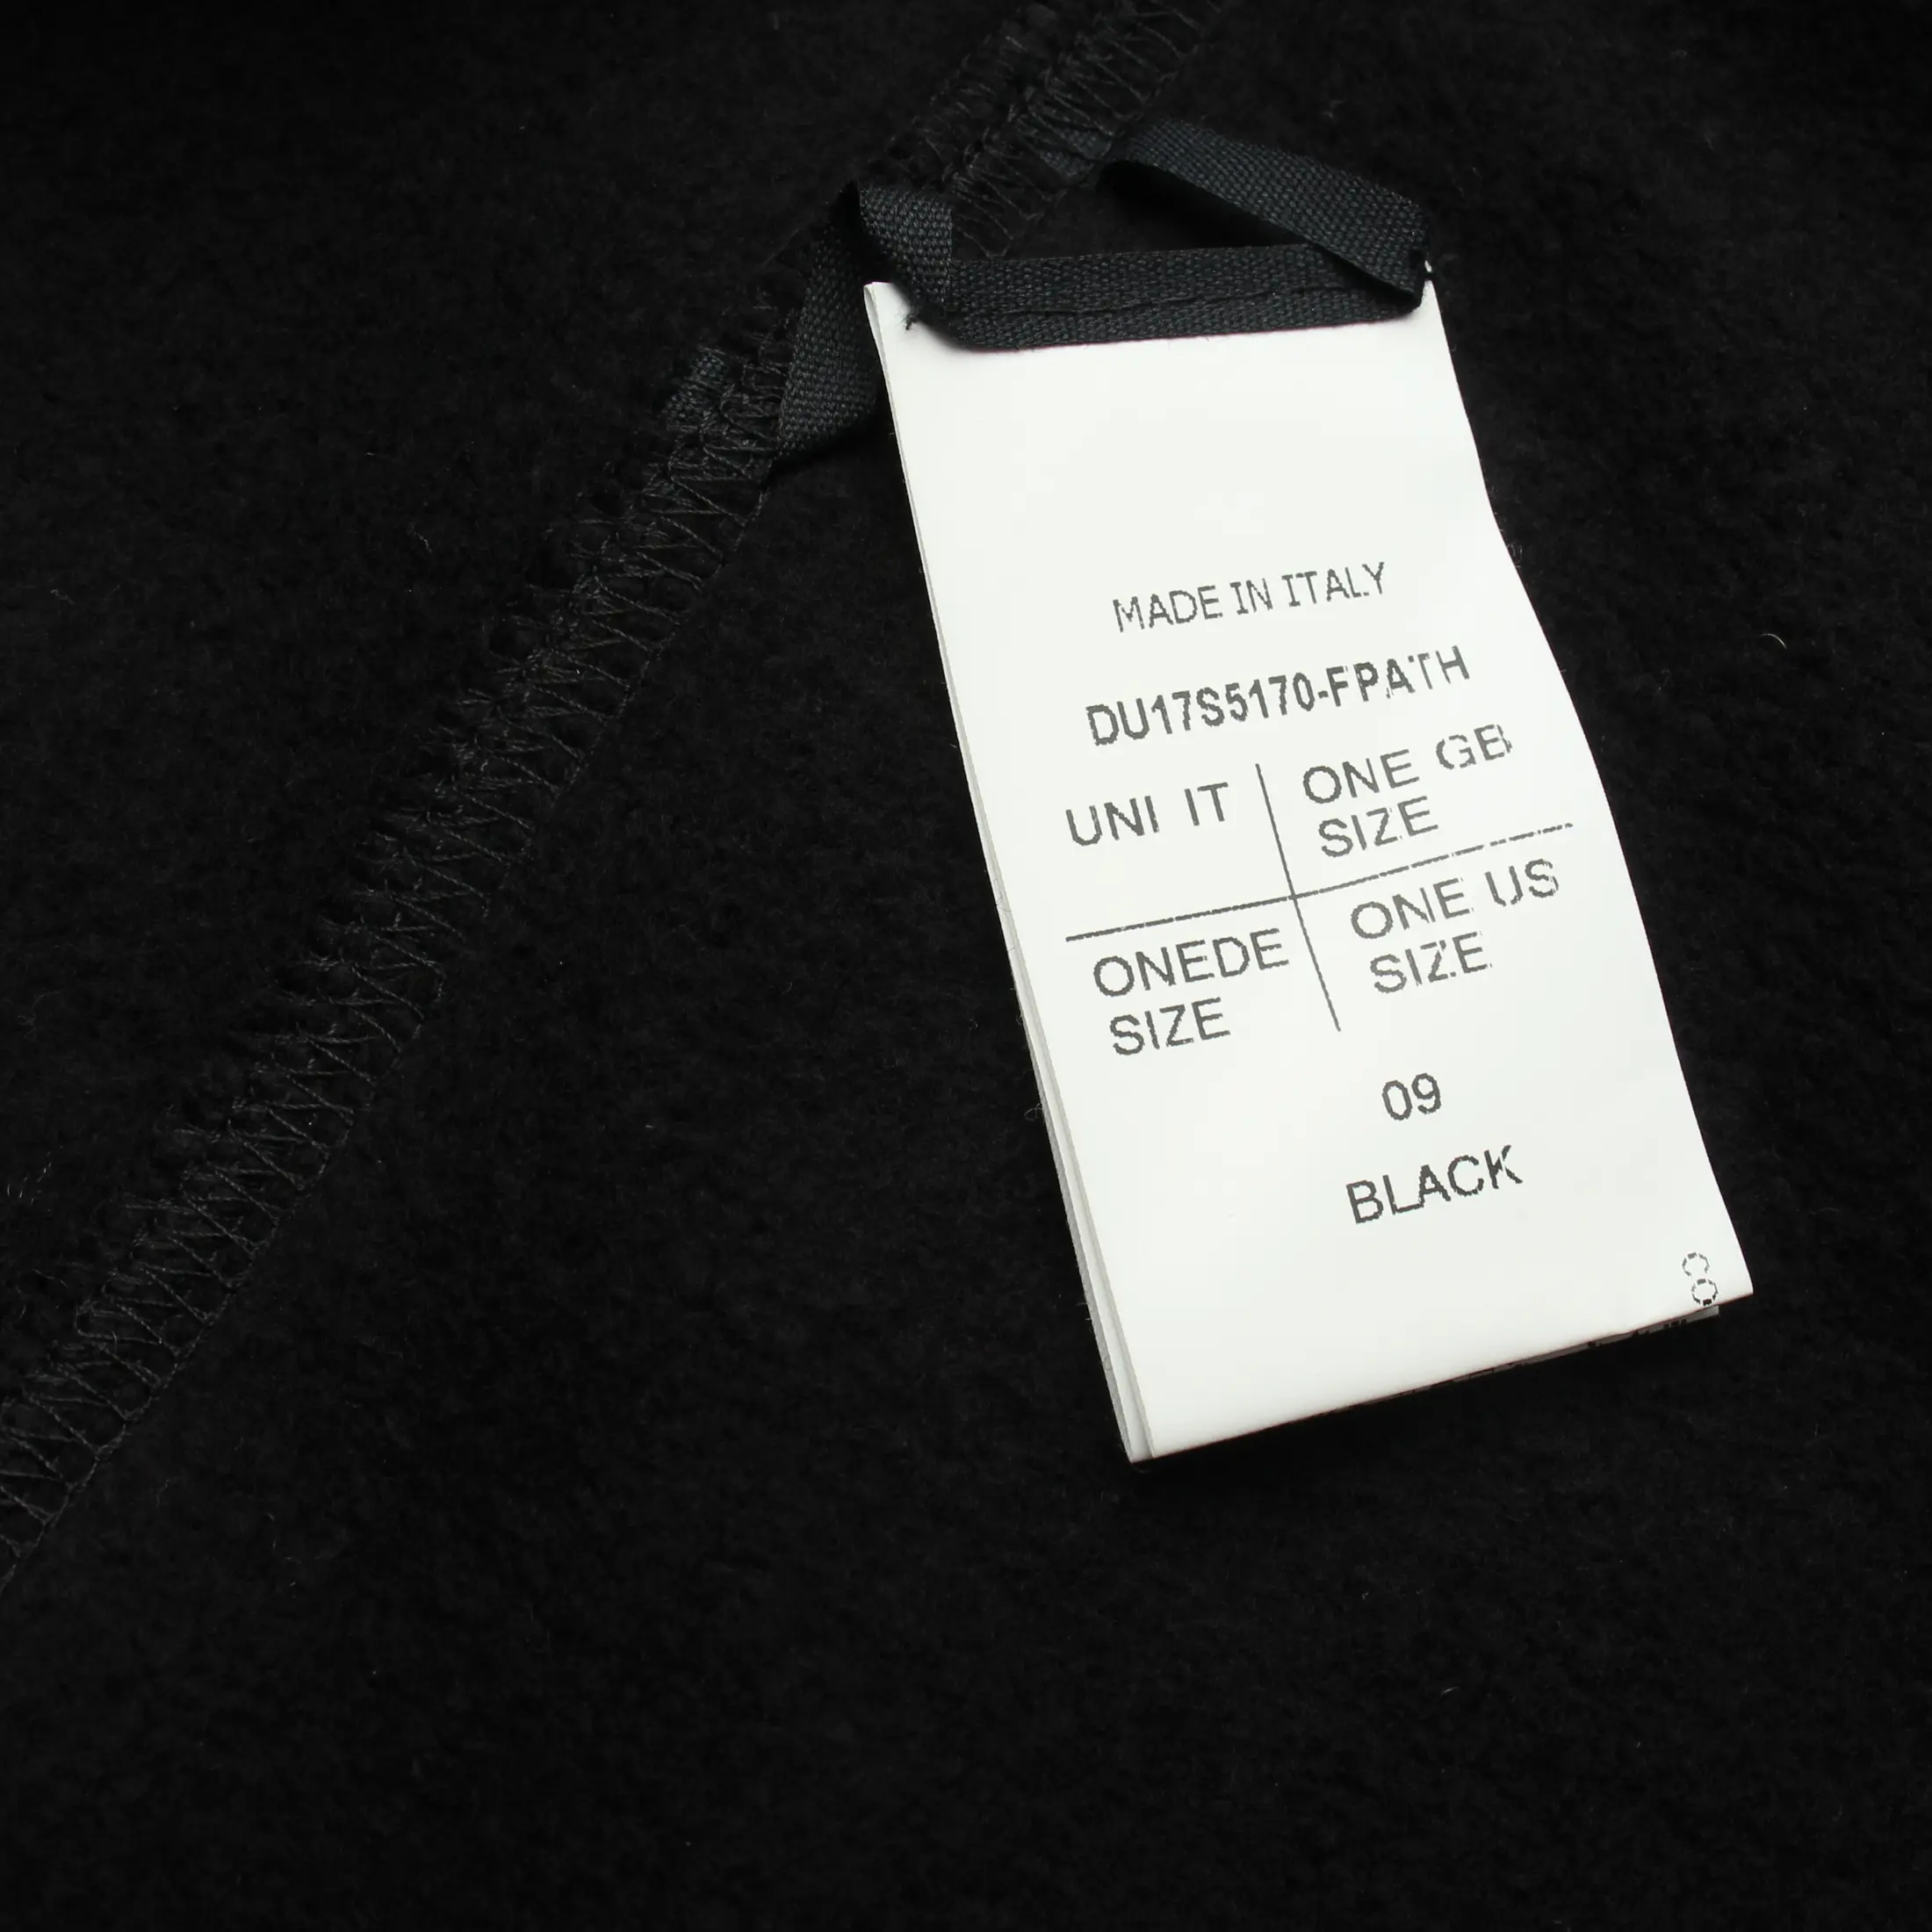 MADE IN ITALY
DU17S5170-FPATH
UNI IT
ONE GB
SIZE
ONEDE
SIZE
ONE US
SIZE
09
BLACK